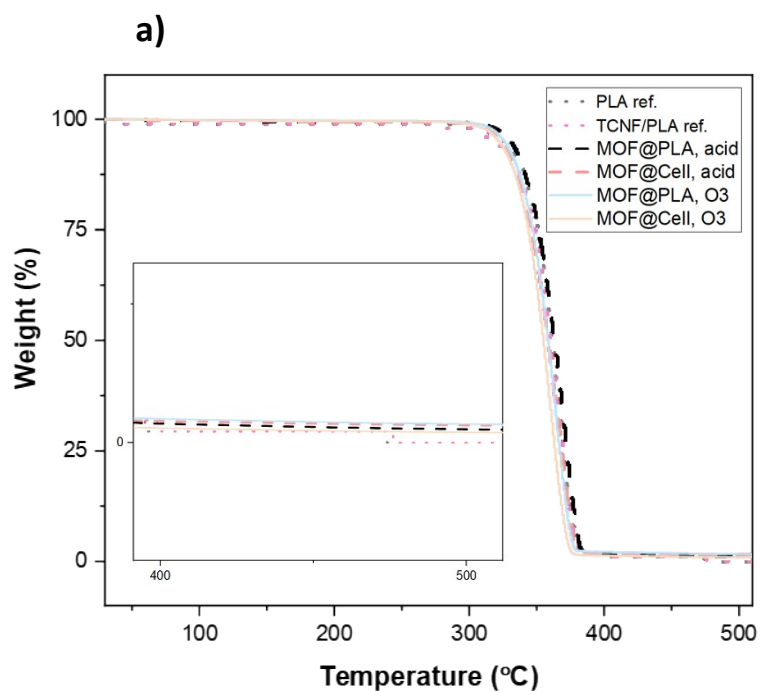 a)
PLA ref.
TCNF/PLA ref.
MOF@PLA, acid
MOF@Cell, acid
MOF@PLA, O3
MOF@Cell, O3
Weight (%)
100
75
50
25
0
0
400
500
100
200
300
400
500
Temperature (°C)